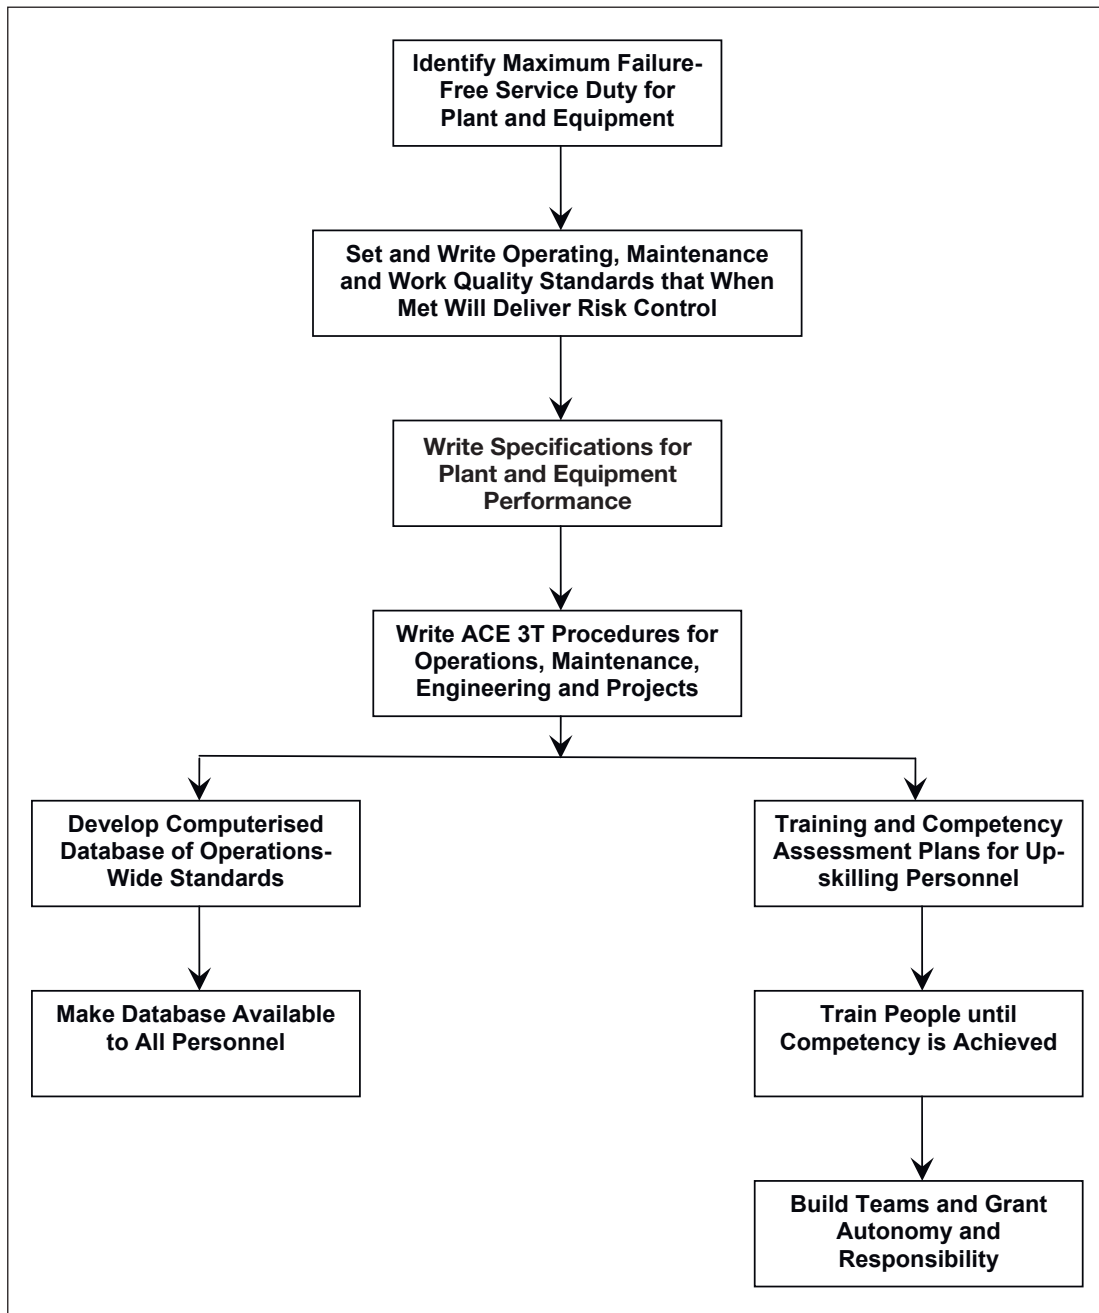 Identify Maximum Failure-
Free Service Duty for
Plant and Equipment
Set and Write Operating, Maintenance
and Work Quality Standards that When
Met Will Deliver Risk Control
Write Specifications for
Plant and Equipment
Performance
Write ACE 3T Procedures for
Operations, Maintenance,
Engineering and Projects
Develop Computerised
Database of Operations-
Wide Standards
Training and Competency
Assessment Plans for Up-
skilling Personnel
Make Database Available
to All Personnel
Train People until
Competency is Achieved
Build Teams and Grant
Autonomy and
Responsibility